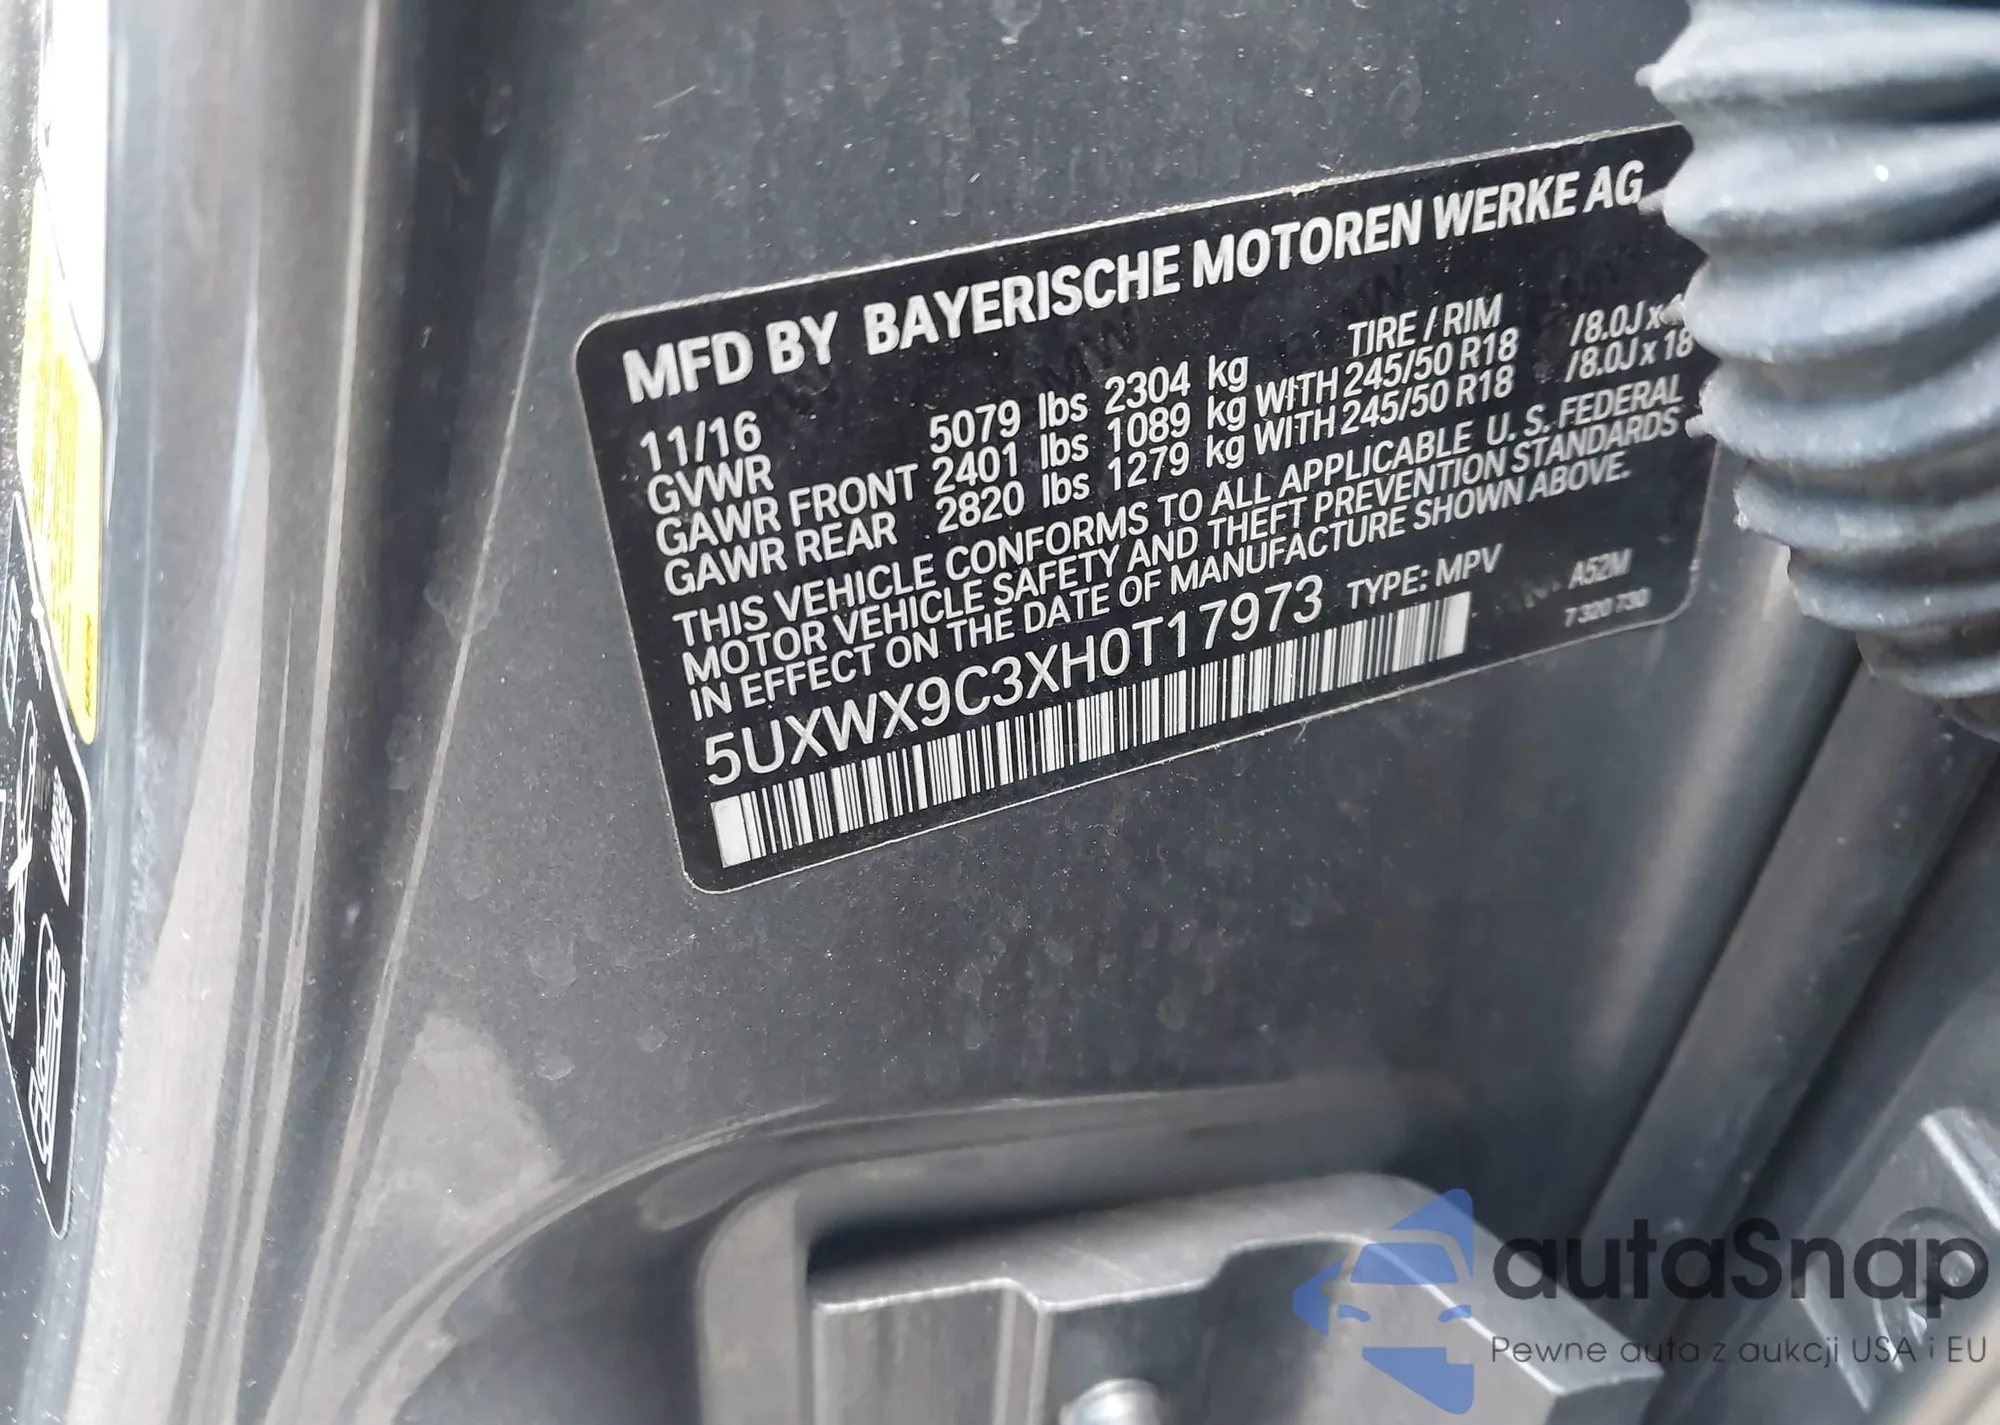 MFD BY BAYERISCHE MOTOREN WERKE AG
11/16 TIRE / RIM
GVWR 5079 lbs 2304 kg
GAWR FRONT 2401 lbs 1089 kg WITH 245/50 R18 /8.0J x
GAWR REAR 2820 lbs 1279 kg WITH 245/50 R18 /8.0J x 18
THIS VEHICLE CONFORMS TO ALL APPLICABLE U. S. FEDERAL
MOTOR VEHICLE SAFETY AND THEFT PREVENTION STANDARDS
IN EFFECT ON THE DATE OF MANUFACTURE SHOWN ABOVE.
5UXWX9C3XH0T17973 TYPE: MPV A52M
7 320 730
autaSnap
Pewne auta z aukcji USA i EU